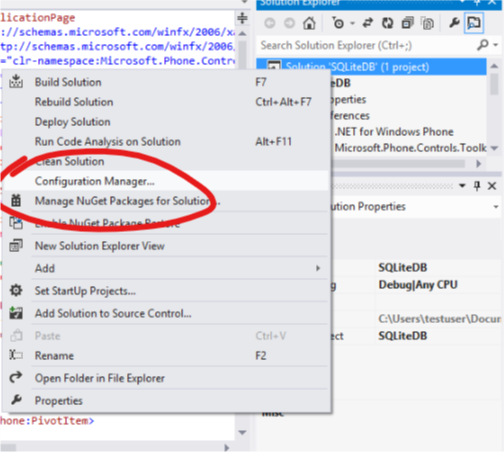 licationPage
://schemas.microsoft.com/winfx/2006/xa
tp://schemas.microsoft.com/winfx/2006/
="clr-namespace:Microsoft.Phone.Contro
Build Solution F7
Rebuild Solution Ctrl+Alt+F7
Deploy Solution
Run Code Analysis on Solution Alt+F11
Clean Solution
Configuration Manager...
Manage NuGet Packages for Solution...
Enable NuGet Package Restore
New Solution Explorer View
Add
Set StartUp Projects...
Add Solution to Source Control...
Paste Ctrl+V
Rename F2
Open Folder in File Explorer
Properties
hone:PivotItem>
Solution Explorer
Search Solution Explorer (Ctrl+;)
Solution 'SQLiteDB' (1 project)
eDB
operties
ferences
.NET for Windows Phone
Microsoft.Phone.Controls.Toolk
ution Properties
SQLiteDB
g Debug|Any CPU
C:\Users\testuser\Docum
ect SQLiteDB
Misc